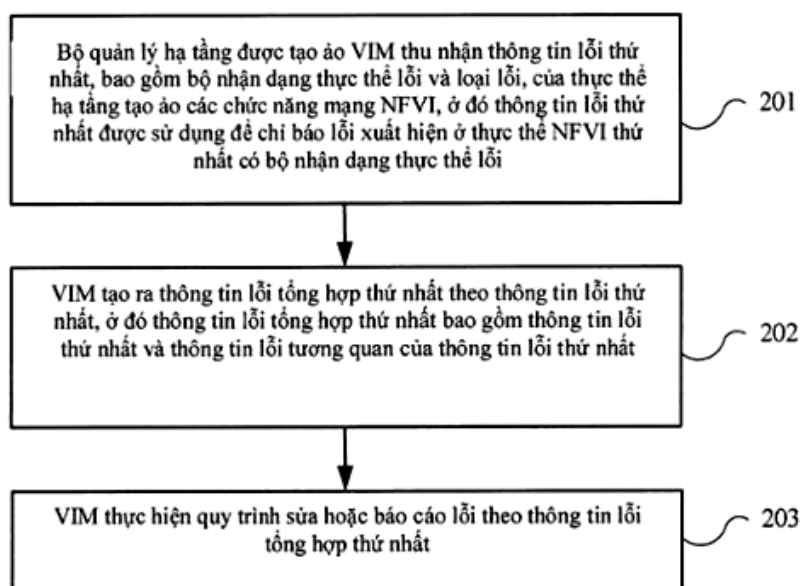 Bộ quản lý hạ tầng được tạo ảo VIM thu nhận thông tin lỗi thứ
nhất, bao gồm bộ nhận dạng thực thể lỗi và loại lỗi, của thực thể
hạ tầng tạo ảo các chức năng mạng NFVI, ở đó thông tin lỗi thứ
nhất được sử dụng để chỉ báo lỗi xuất hiện ở thực thể NFVI thứ
nhất có bộ nhận dạng thực thể lỗi
201
VIM tạo ra thông tin lỗi tổng hợp thứ nhất theo thông tin lỗi thứ
nhất, ở đó thông tin lỗi tổng hợp thứ nhất bao gồm thông tin lỗi
thứ nhất và thông tin lỗi tương quan của thông tin lỗi thứ nhất
202
VIM thực hiện quy trình sửa hoặc báo cáo lỗi theo thông tin lỗi
tổng hợp thứ nhất
203